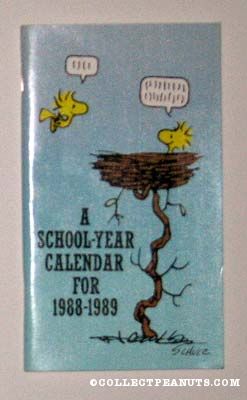 A
SCHOOL-YEAR
CALENDAR
FOR
1988-1989
SCHULZ
©COLLECTPEANUTS.COM